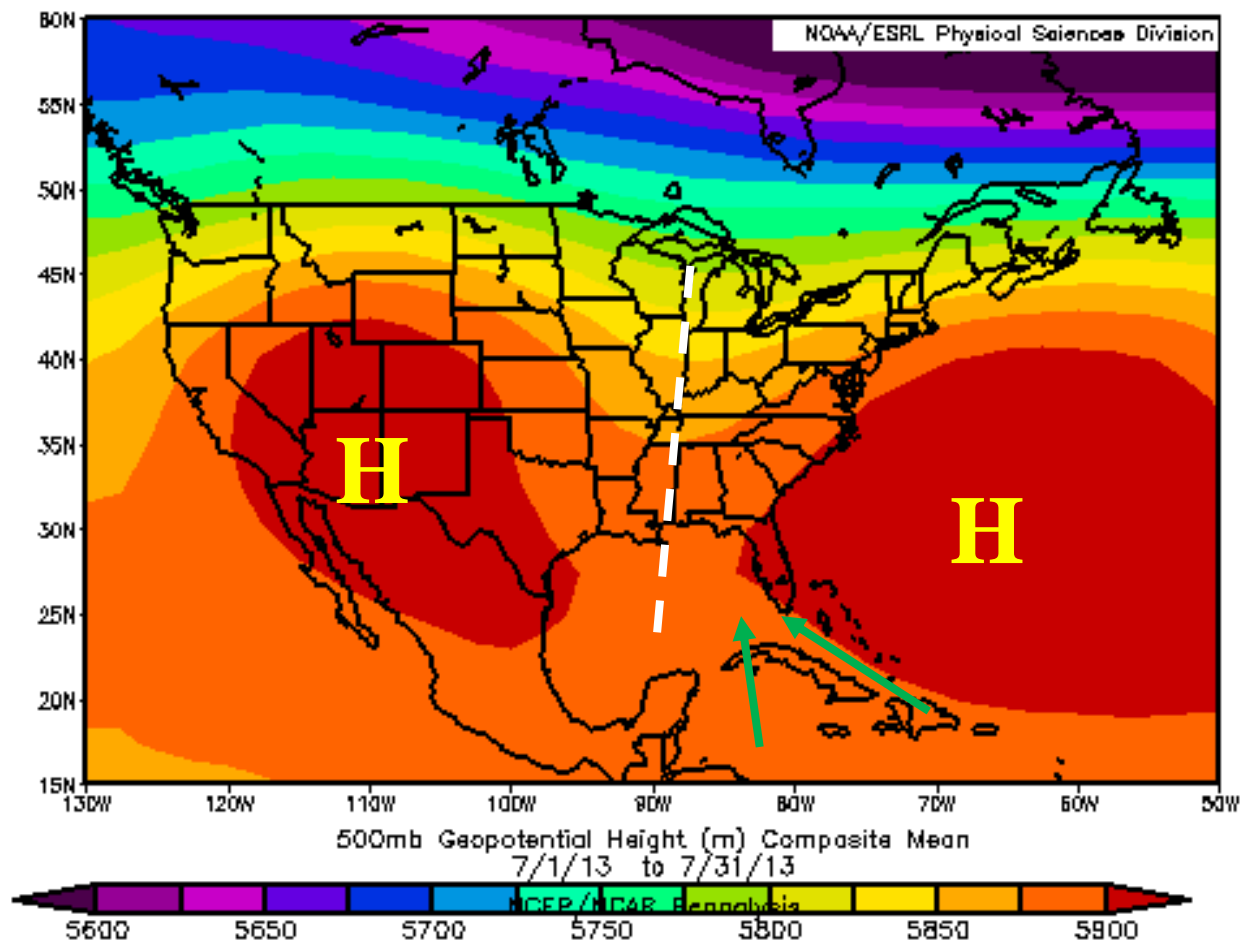 NOAA/ESRL Physical Sciences Division
60N
55N
50N
45N
40N
35N
30N
25N
20N
15N
H
H
130W 120W 110W 100W 90W 80W 70W 60W 50W
500mb Geopotential Height (m) Composite Mean
7/1/13 to 7/31/13
NCEP/NCAR Reanalysis
5600 5650 5700 5750 5800 5850 5900